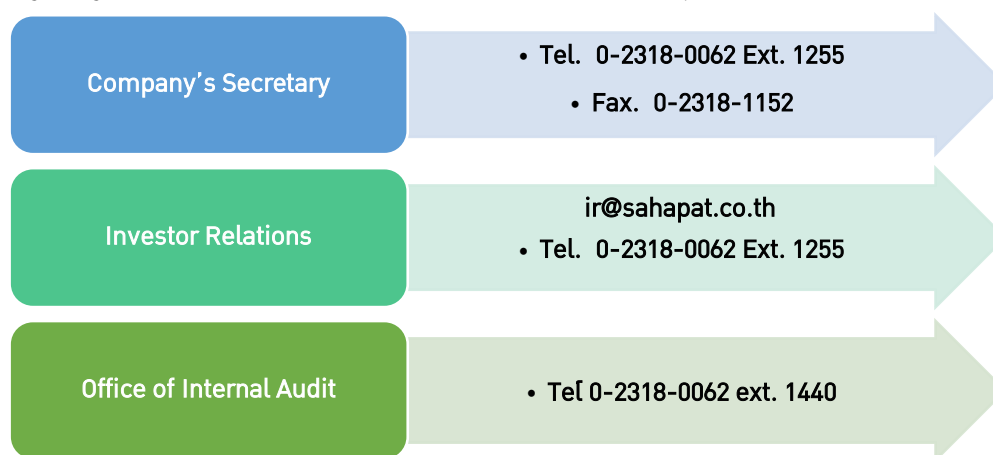 Company's Secretary
• Tel. 0-2318-0062 Ext. 1255
• Fax. 0-2318-1152
Investor Relations
ir@sahapat.co.th
• Tel. 0-2318-0062 Ext. 1255
Office of Internal Audit
• Tel 0-2318-0062 ext. 1440